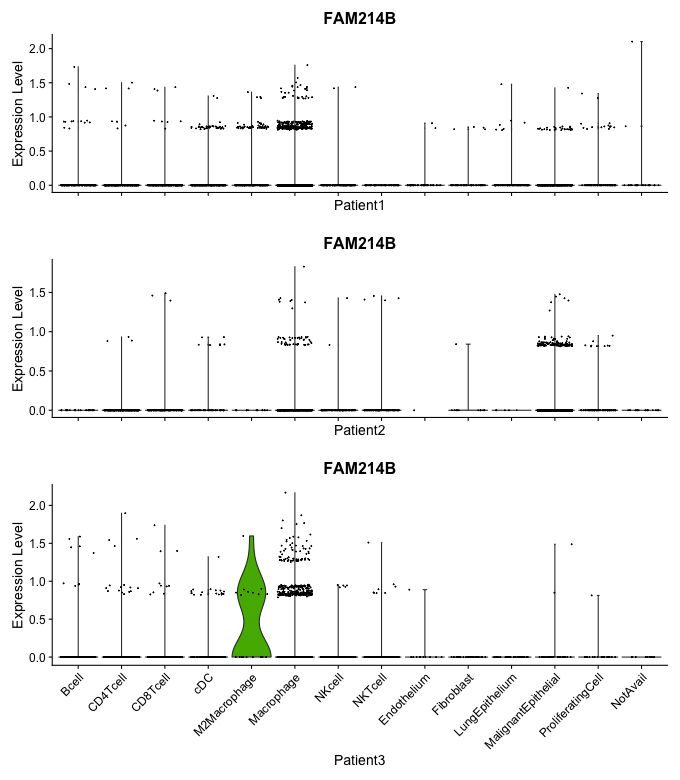 FAM214B
Expression Level
2.0
1.5
1.0
0.5
0.0
Patient1
FAM214B
Expression Level
1.5
1.0
0.5
0.0
Patient2
FAM214B
Expression Level
2.0
1.5
1.0
0.5
0.0
Bcell
CD4Tcell
CD8Tcell
cDC
M2Macrophage
Macrophage
NKcell
NKTcell
Endothelium
Fibroblast
LungEpithelium
MalignantEpithelial
ProliferatingCell
NotAvail
Patient3